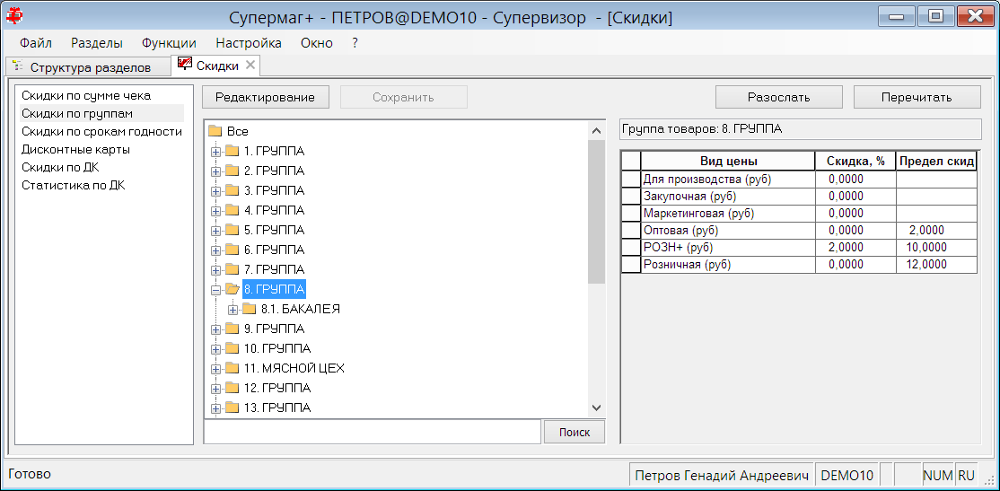 Супермаг+ - ПЕТРОВ@DEMO10 - Супервизор - [Скидки]
Файл Разделы Функции Настройка Окно ?
Структура разделов Скидки
Скидки по сумме чека
Скидки по группам
Скидки по срокам годности
Дисконтные карты
Скидки по ДК
Статистика по ДК
Редактирование Сохранить Разослать Перечитать
Все
1. ГРУППА
2. ГРУППА
3. ГРУППА
4. ГРУППА
5. ГРУППА
6. ГРУППА
7. ГРУППА
8. ГРУППА
8.1. БАКАЛЕЯ
9. ГРУППА
10. ГРУППА
11. МЯСНОЙ ЦЕХ
12. ГРУППА
13. ГРУППА
Поиск
Группа товаров: 8. ГРУППА
Вид цены Скидка, % Предел скид
Для производства (руб) 0,0000
Закупочная (руб) 0,0000
Маркетинговая (руб) 0,0000
Оптовая (руб) 0,0000 2,0000
РОЗН+ (руб) 2,0000 10,0000
Розничная (руб) 0,0000 12,0000
Готово Петров Генадий Андреевич DEMO10 NUM RU